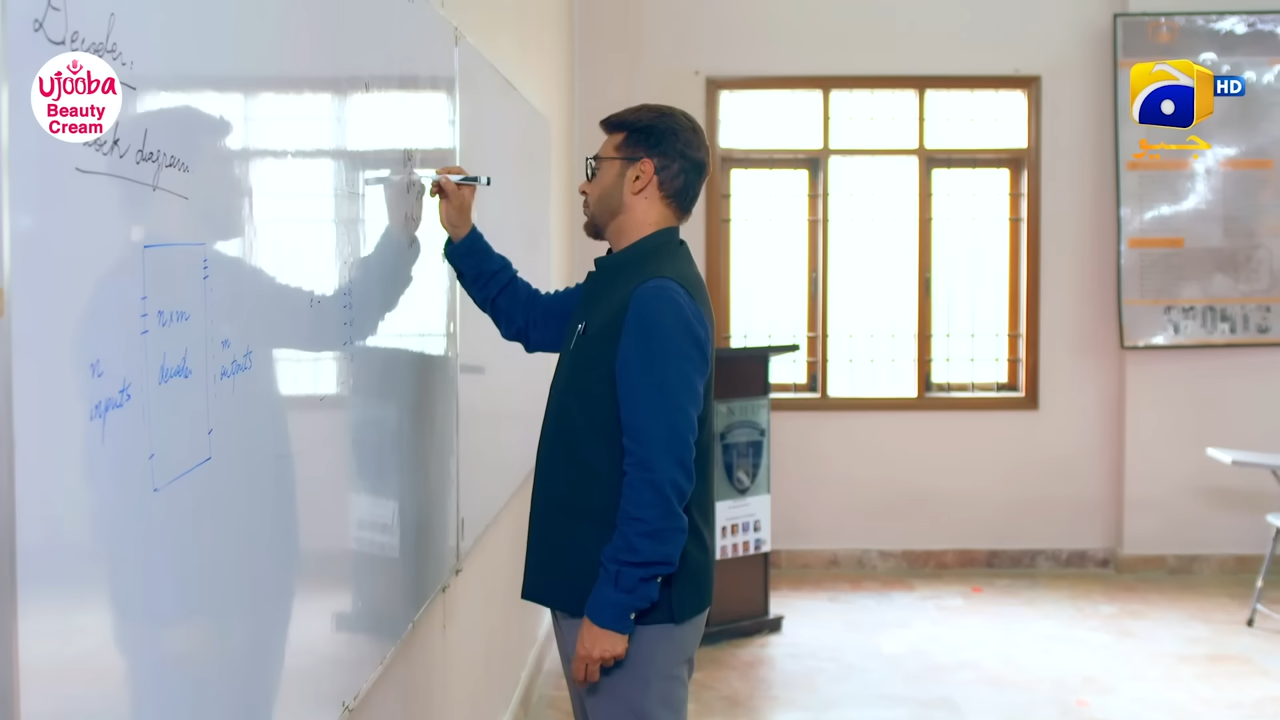 Decoder:
UJOOBA
Beauty
Cream
Block diagram
n x m
decoder
n
inputs
m
outputs
HD
جیو
SPORTS